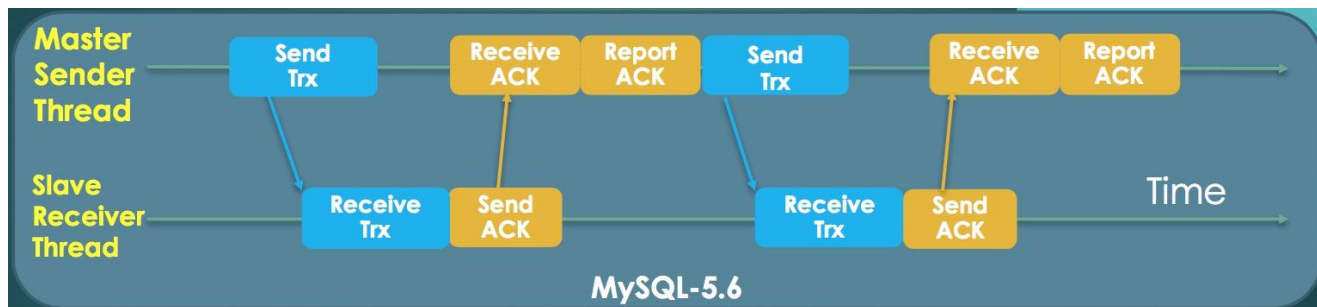 Master
Sender
Thread
Send
Trx
Receive
ACK
Report
ACK
Send
Trx
Receive
ACK
Report
ACK
Slave
Receiver
Thread
Receive
Trx
Send
ACK
Receive
Trx
Send
ACK
Time
MySQL-5.6